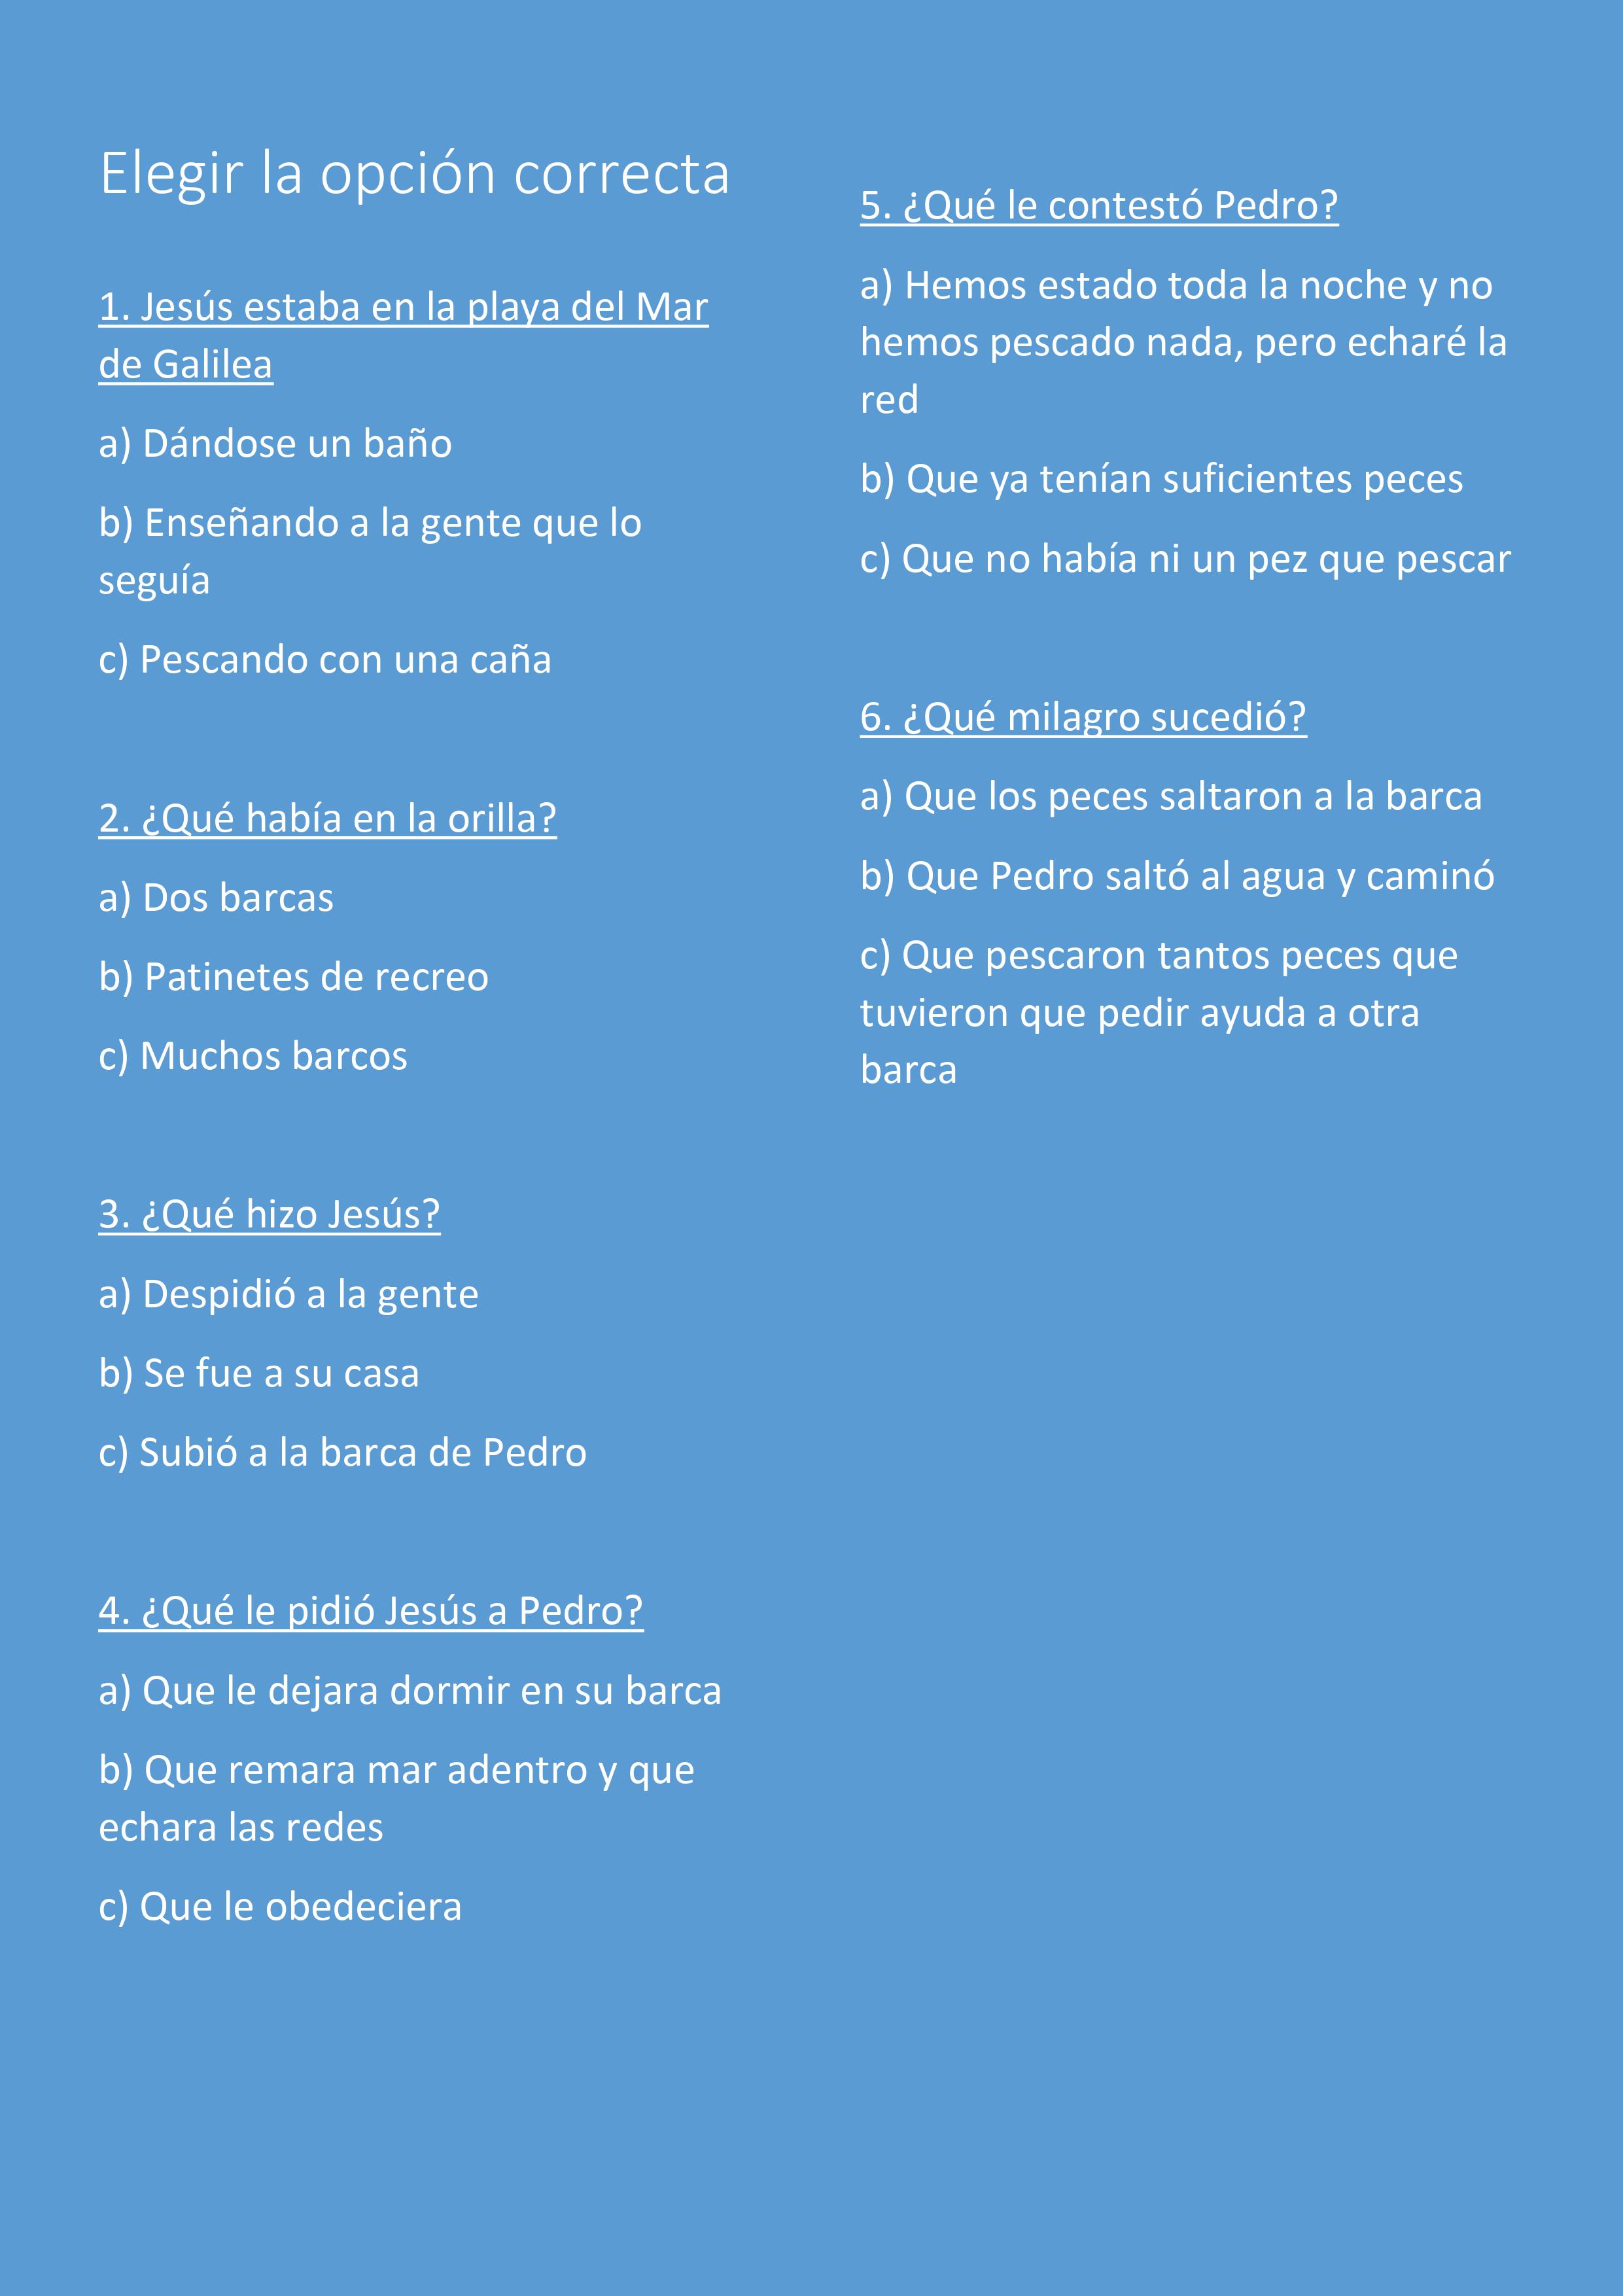 Elegir la opción correcta
1. Jesús estaba en la playa del Mar
de Galilea
a) Dándose un baño
b) Enseñando a la gente que lo
seguía
c) Pescando con una caña
2. ¿Qué había en la orilla?
a) Dos barcas
b) Patinetes de recreo
c) Muchos barcos
3. ¿Qué hizo Jesús?
a) Despidió a la gente
b) Se fue a su casa
c) Subió a la barca de Pedro
4. ¿Qué le pidió Jesús a Pedro?
a) Que le dejara dormir en su barca
b) Que remara mar adentro y que
echara las redes
c) Que le obedeciera
5. ¿Qué le contestó Pedro?
a) Hemos estado toda la noche y no
hemos pescado nada, pero echaré la
red
b) Que ya tenían suficientes peces
c) Que no había ni un pez que pescar
6. ¿Qué milagro sucedió?
a) Que los peces saltaron a la barca
b) Que Pedro saltó al agua y caminó
c) Que pescaron tantos peces que
tuvieron que pedir ayuda a otra
barca